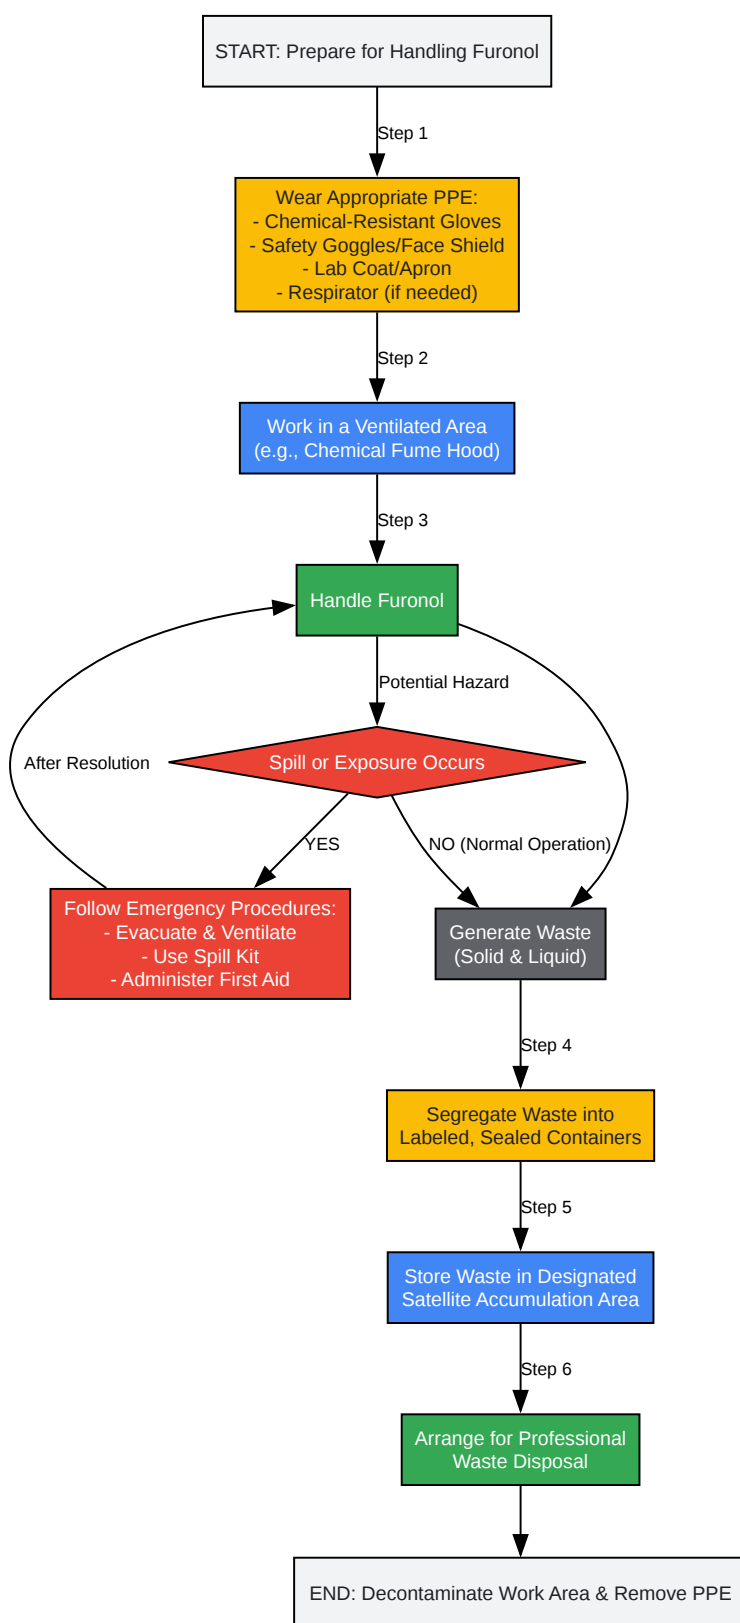 START: Prepare for Handling Furonol
Step 1
Wear Appropriate PPE:
- Chemical-Resistant Gloves
- Safety Goggles/Face Shield
- Lab Coat/Apron
- Respirator (if needed)
Step 2
Work in a Ventilated Area
(e.g., Chemical Fume Hood)
Step 3
Handle Furonol
Potential Hazard
After Resolution
Spill or Exposure Occurs
YES
NO (Normal Operation)
Follow Emergency Procedures:
- Evacuate & Ventilate
- Use Spill Kit
- Administer First Aid
Generate Waste
(Solid & Liquid)
Step 4
Segregate Waste into
Labeled, Sealed Containers
Step 5
Store Waste in Designated
Satellite Accumulation Area
Step 6
Arrange for Professional
Waste Disposal
END: Decontaminate Work Area & Remove PPE